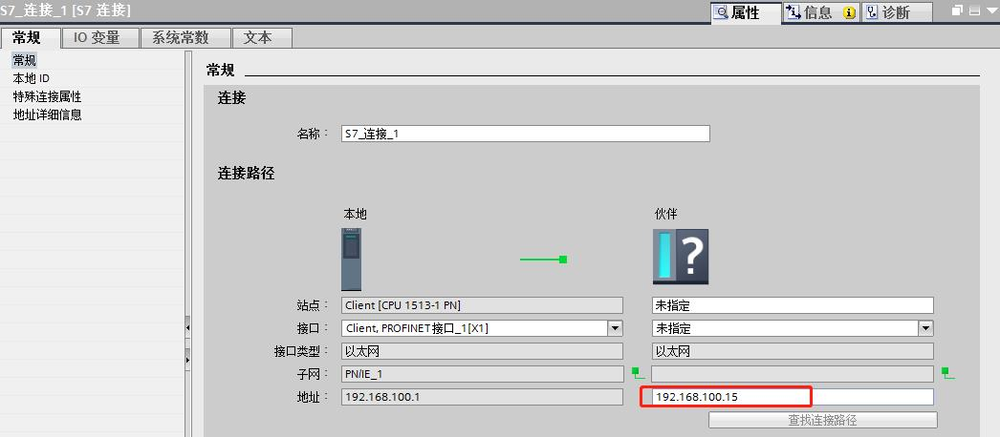 S7_连接_1 [S7 连接]
属性 信息 诊断
常规 IO 变量 系统常数 文本
常规
本地 ID
特殊连接属性
地址详细信息
常规
连接
名称： S7_连接_1
连接路径
本地 伙伴
?
站点： Client [CPU 1513-1 PN] 未指定
接口： Client, PROFINET接口_1[X1] 未指定
接口类型： 以太网 以太网
子网： PN/IE_1
地址： 192.168.100.1 192.168.100.15
查找连接路径